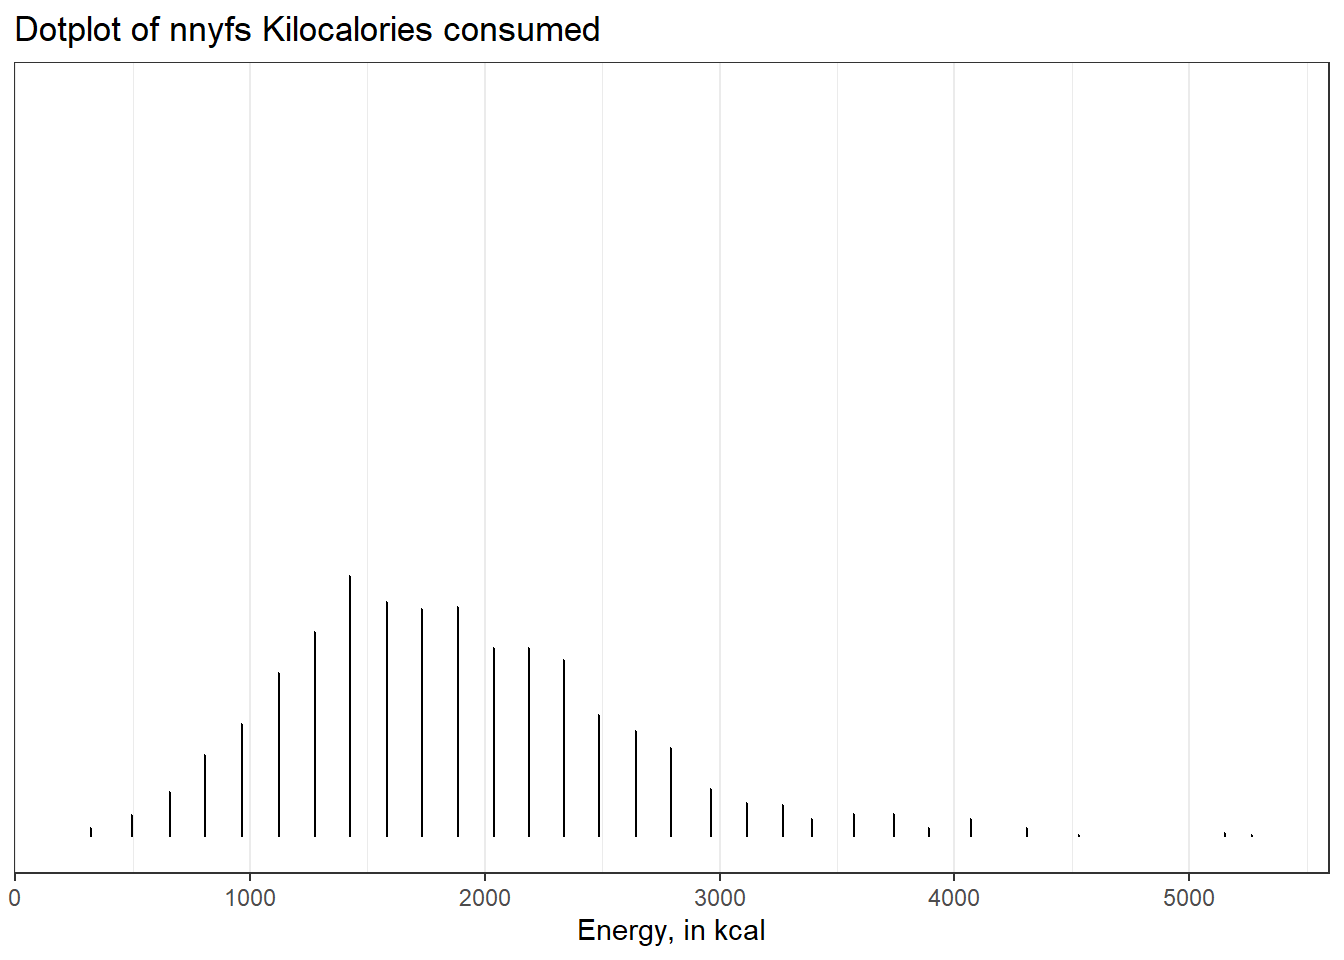 Dotplot of nnyfs Kilocalories consumed
0 1000 2000 3000 4000 5000
Energy, in kcal